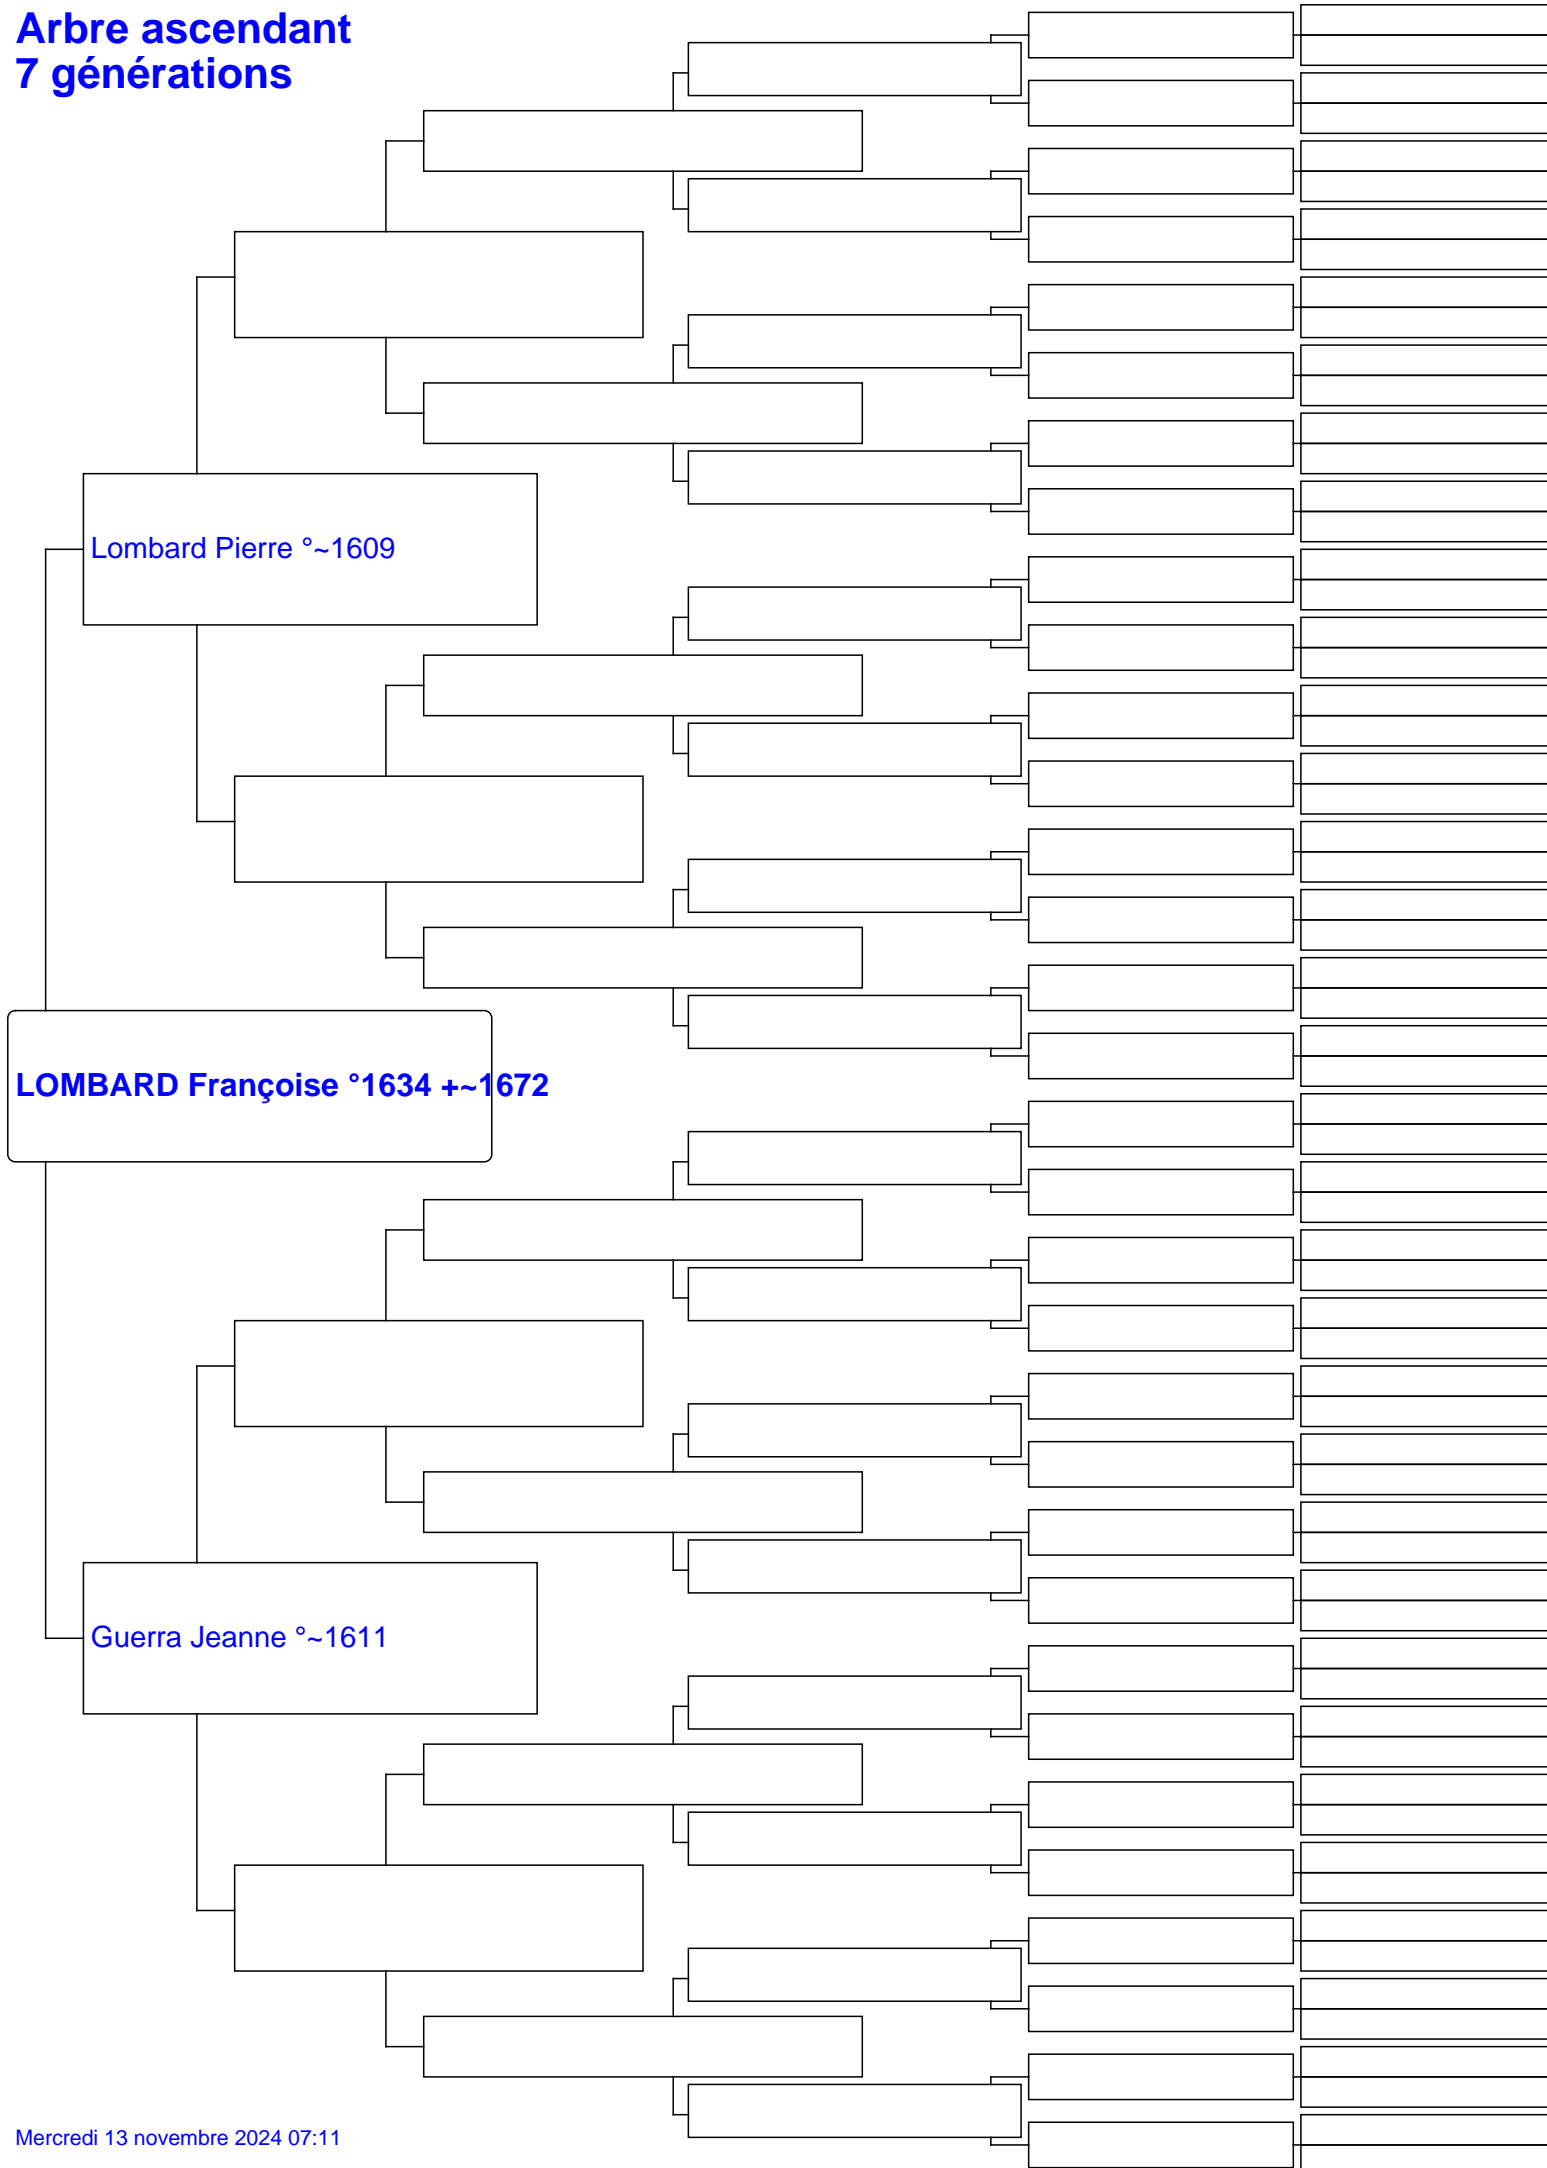 Arbre ascendant
7 générations
Lombard Pierre °~1609
LOMBARD Françoise °1634 +~1672
Guerra Jeanne °~1611
Mercredi 13 novembre 2024 07:11